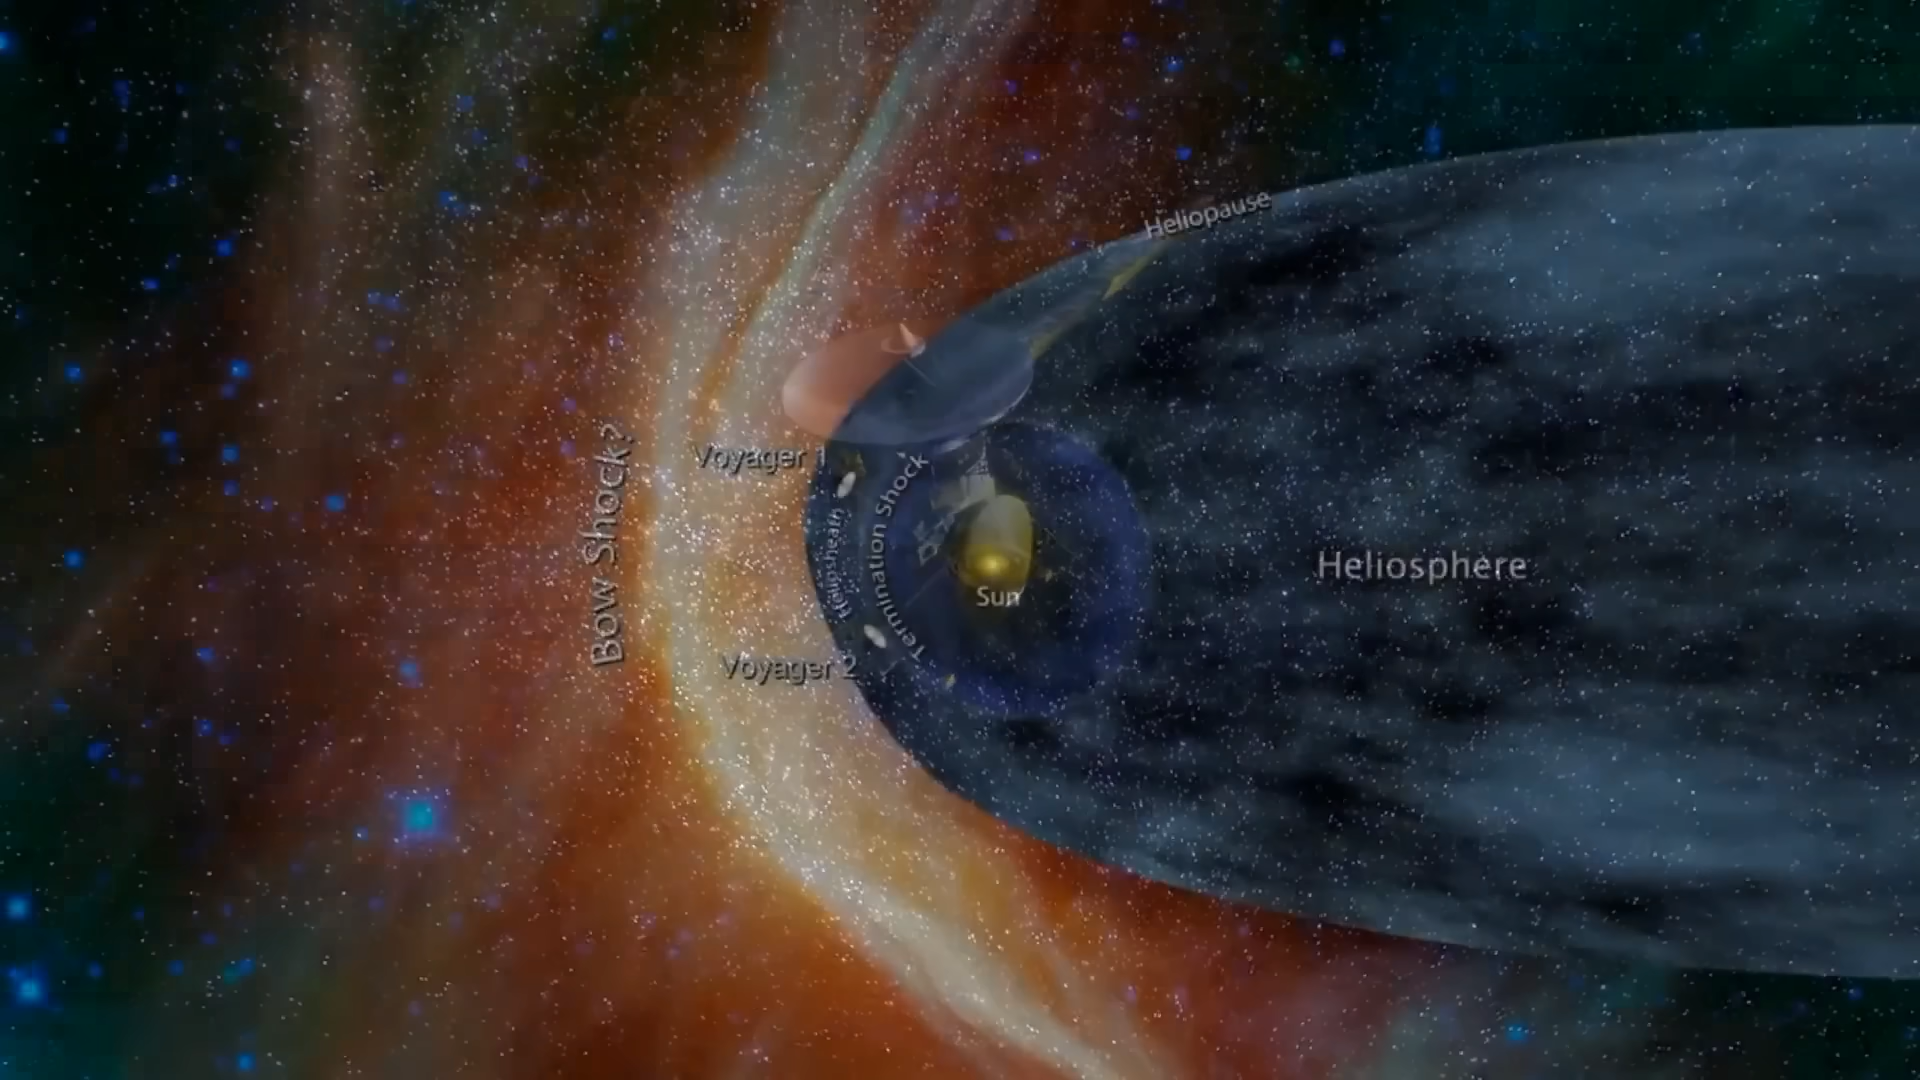 Heliopause
Bow Shock?
Voyager 1
Termination Shock
Heliosheath
Heliosphere
Sun
Voyager 2